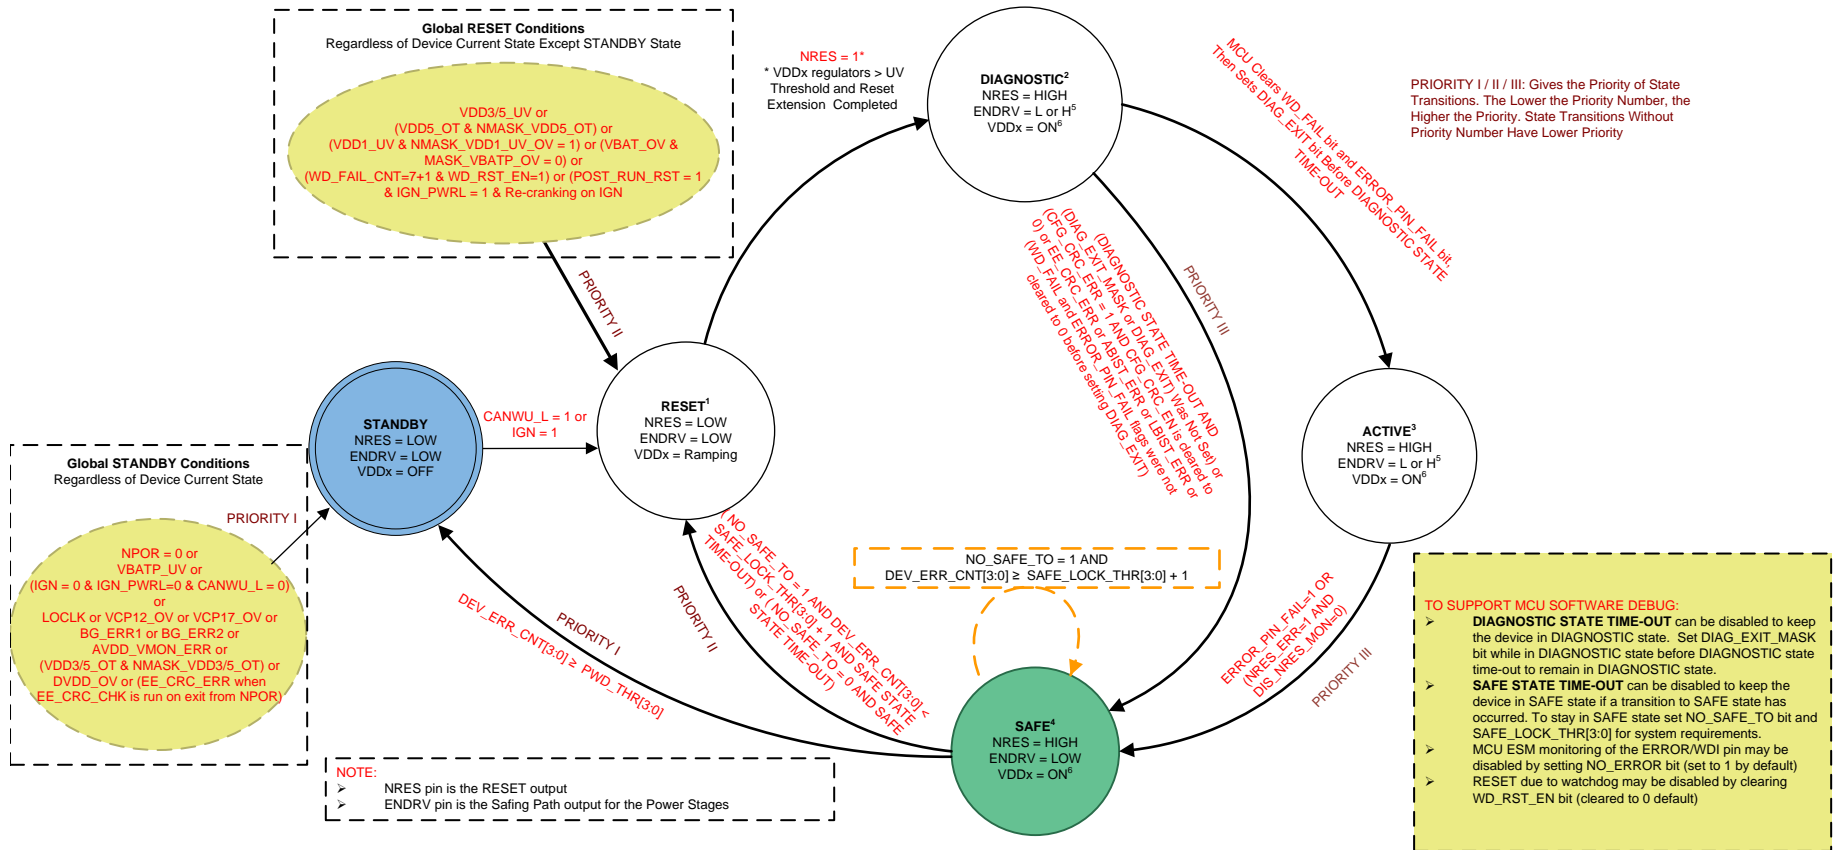 Global RESET Conditions
Regardless of Device Current State Except STANDBY State
VDD3/5_UV or
(VDD5_OT & NMASK_VDD5_OT) or
(VDD1_UV & NMASK_VDD1_UV_OV = 1) or (VBAT_OV &
MASK_VBATP_OV = 0) or
(WD_FAIL_CNT=7+1 & WD_RST_EN=1) or (POST_RUN_RST = 1
& IGN_PWRL = 1 & Re-cranking on IGN
PRIORITY II
NRES = 1*
* VDDx regulators > UV
Threshold and Reset
Extension Completed
DIAGNOSTIC2
NRES = HIGH
ENDRV = L or H5
VDDx = ON6
MCU Clears WD_FAIL bit and ERROR_PIN_FAIL bit,
Then Sets DIAG_EXIT bit Before DIAGNOSTIC STATE
TIME-OUT
PRIORITY I / II / III: Gives the Priority of State
Transitions. The Lower the Priority Number, the
Higher the Priority. State Transitions Without
Priority Number Have Lower Priority
(DIAGNOSTIC STATE TIME-OUT AND
(DIAG_EXIT_MASK or DIAG_EXIT) Was Not Set) or
(CFG_CRC_ERR = 1 AND CFG_CRC_EN is cleared to
0) or EE_CRC_ERR or ABIST_ERR or LBIST_ERR or
(WD_FAIL and ERROR_PIN_FAIL flags were not
cleared to 0 before setting DIAG_EXIT)
PRIORITY III
STANDBY
NRES = LOW
ENDRV = LOW
VDDx = OFF
CANWU_L = 1 or
IGN = 1
RESET1
NRES = LOW
ENDRV = LOW
VDDx = Ramping
ACTIVE3
NRES = HIGH
ENDRV = L or H5
VDDx = ON6
Global STANDBY Conditions
Regardless of Device Current State
PRIORITY I
NPOR = 0 or
VBATP_UV or
(IGN = 0 & IGN_PWRL=0 & CANWU_L = 0)
or
LOCLK or VCP12_OV or VCP17_OV or
BG_ERR1 or BG_ERR2 or
AVDD_VMON_ERR or
(VDD3/5_OT & NMASK_VDD3/5_OT) or
DVDD_OV or (EE_CRC_ERR when
EE_CRC_CHK is run on exit from NPOR)
PRIORITY I
DEV_ERR_CNT[3:0] ≥ PWD_THR[3:0]
PRIORITY II
( NO_SAFE_TO = 1 AND DEV_ERR_CNT[3:0] <
SAFE_LOCK_THR[3:0] + 1 AND SAFE STATE
TIME-OUT) or ( NO_SAFE_TO = 0 AND SAFE
STATE TIME-OUT)
NO_SAFE_TO = 1 AND
DEV_ERR_CNT[3:0] ≥ SAFE_LOCK_THR[3:0] + 1
ERROR_PIN_FAIL=1 OR
(NRES_ERR=1 AND
DIS_NRES_MON=0)
PRIORITY III
SAFE4
NRES = HIGH
ENDRV = LOW
VDDx = ON6
NOTE:
➢ NRES pin is the RESET output
➢ ENDRV pin is the Safing Path output for the Power Stages
TO SUPPORT MCU SOFTWARE DEBUG:
➢ DIAGNOSTIC STATE TIME-OUT can be disabled to keep
the device in DIAGNOSTIC state. Set DIAG_EXIT_MASK
bit while in DIAGNOSTIC state before DIAGNOSTIC state
time-out to remain in DIAGNOSTIC state.
➢ SAFE STATE TIME-OUT can be disabled to keep the
device in SAFE state if a transition to SAFE state has
occurred. To stay in SAFE state set NO_SAFE_TO bit and
SAFE_LOCK_THR[3:0] for system requirements.
➢ MCU ESM monitoring of the ERROR/WDI pin may be
disabled by setting NO_ERROR bit (set to 1 by default)
➢ RESET due to watchdog may be disabled by clearing
WD_RST_EN bit (cleared to 0 default)